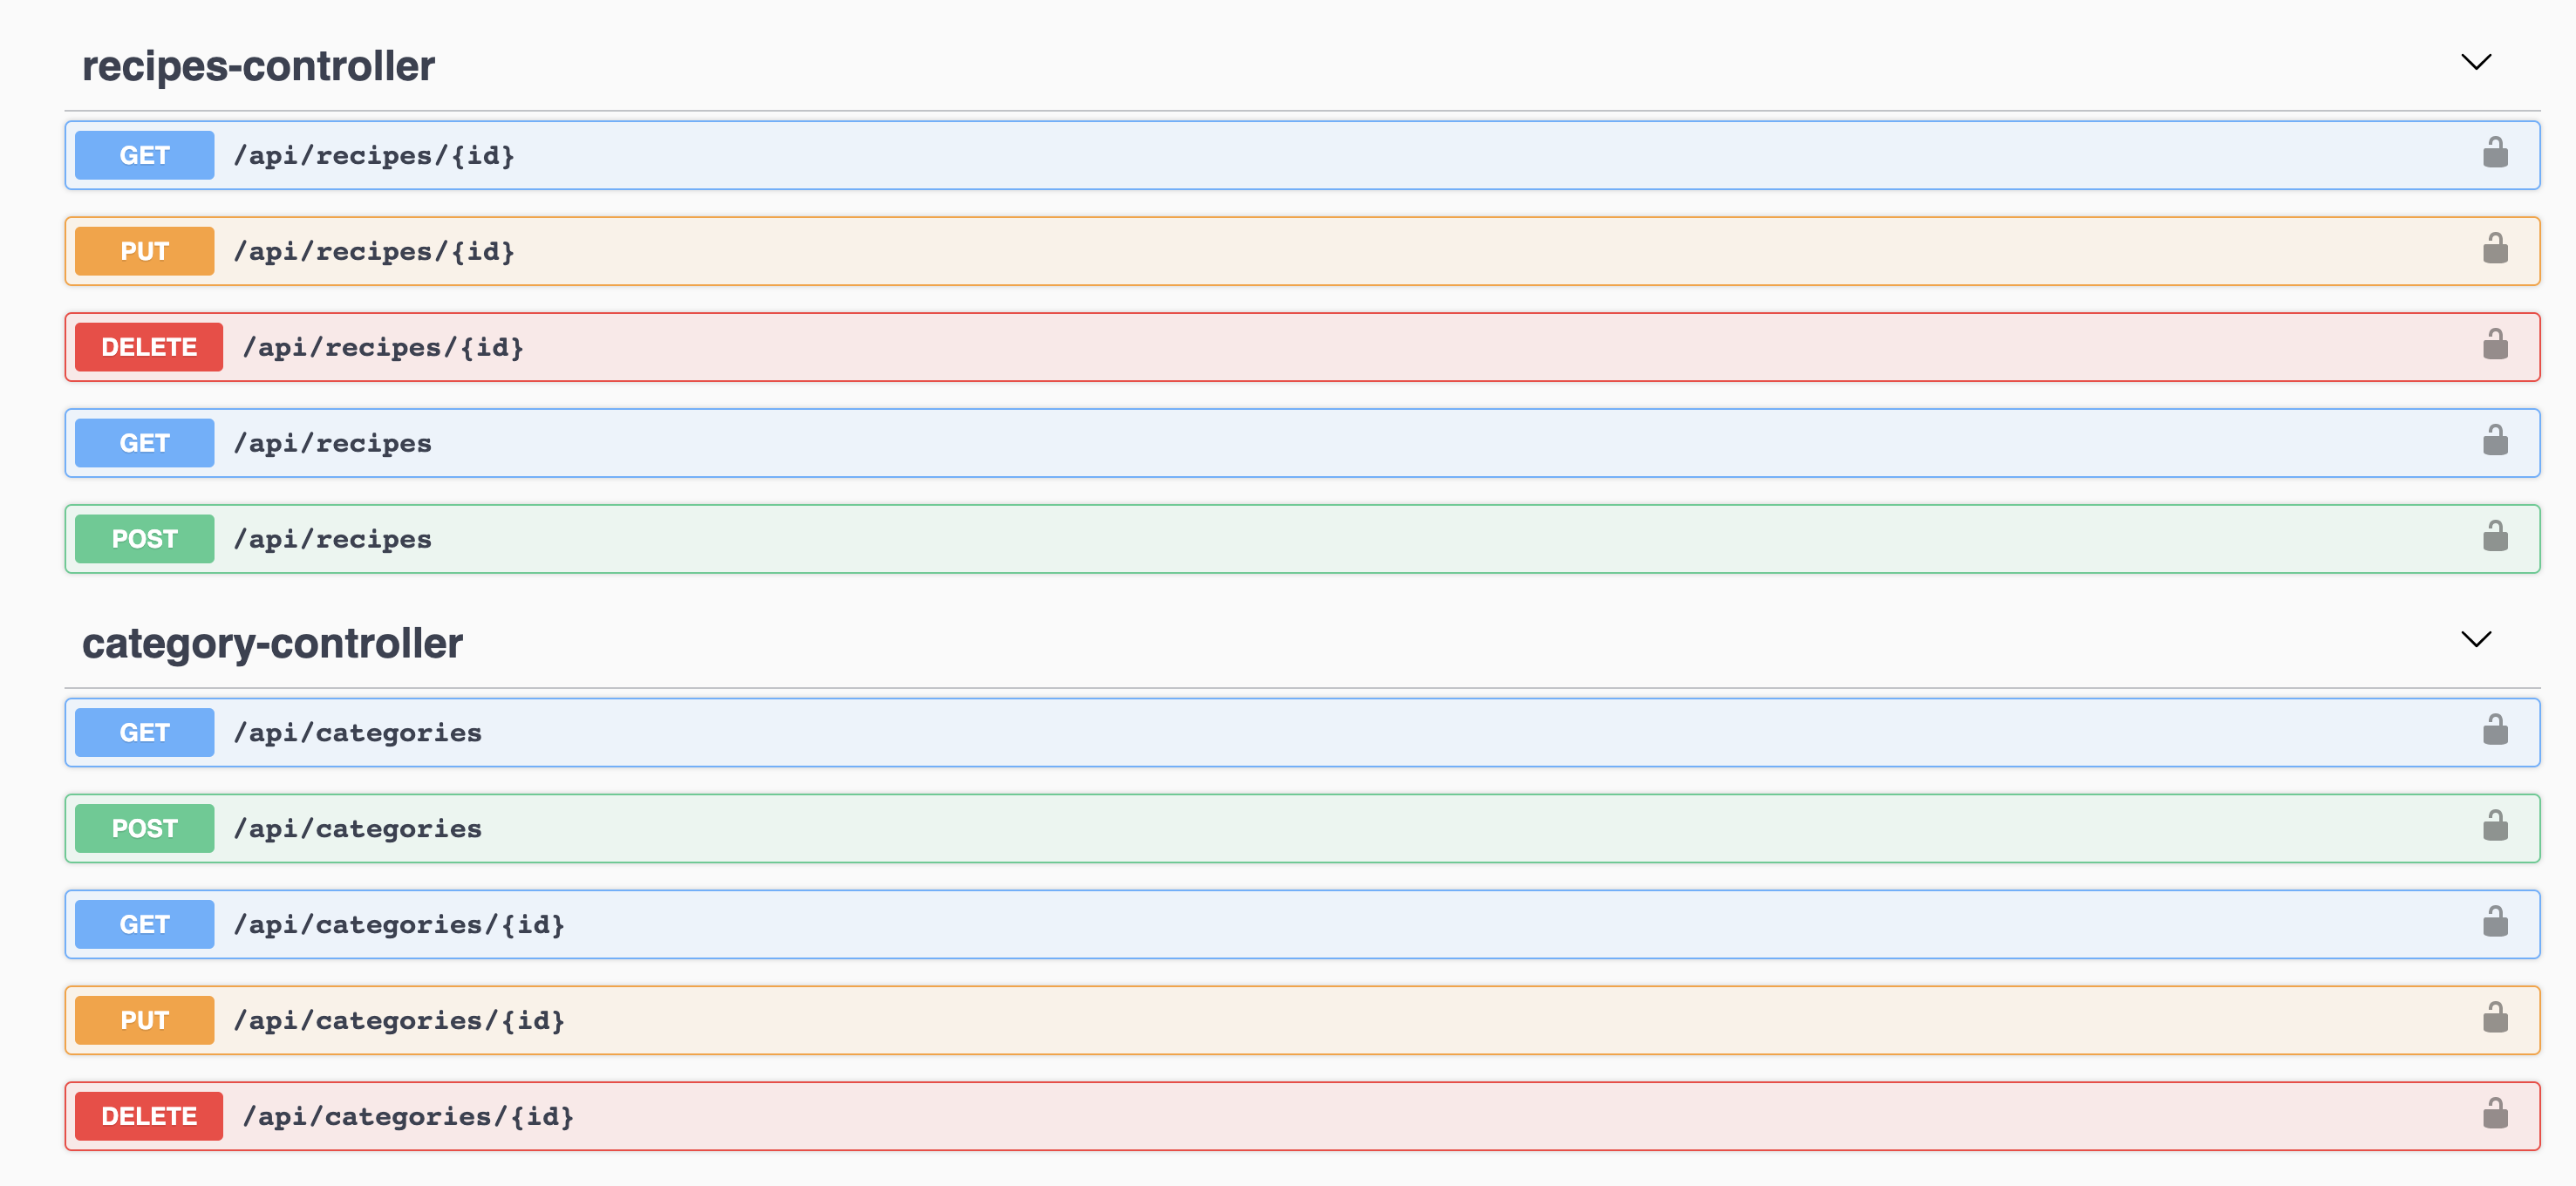 recipes-controller
GET /api/recipes/{id}
PUT /api/recipes/{id}
DELETE /api/recipes/{id}
GET /api/recipes
POST /api/recipes
category-controller
GET /api/categories
POST /api/categories
GET /api/categories/{id}
PUT /api/categories/{id}
DELETE /api/categories/{id}